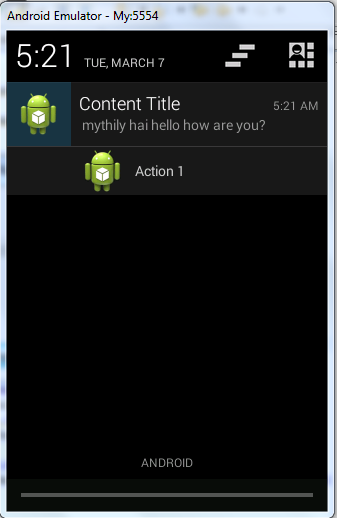 Android Emulator - My:5554
5:21 TUE, MARCH 7
Content Title 5:21 AM
mythily hai hello how are you?
Action 1
ANDROID